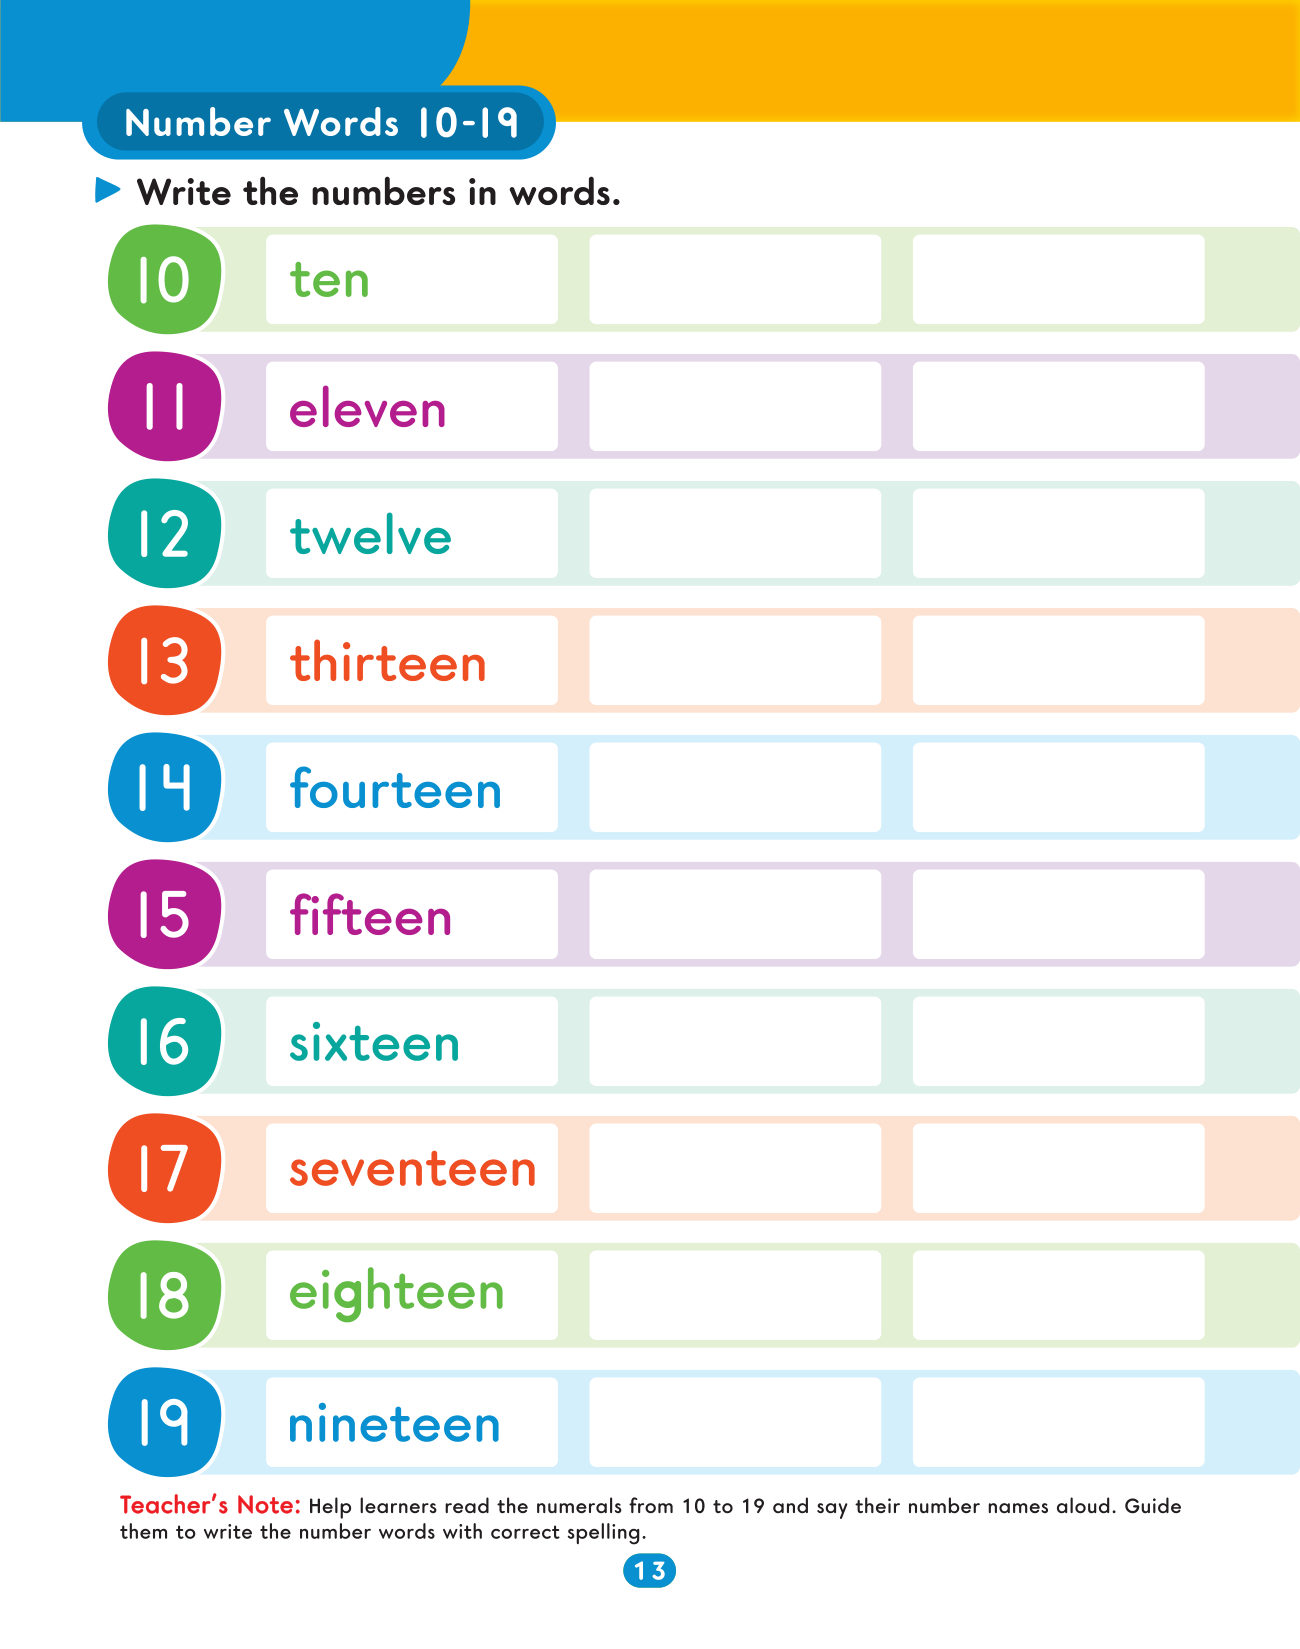 Number Words 10-19
Write the numbers in words.
10 ten
11 eleven
12 twelve
13 thirteen
14 fourteen
15 fifteen
16 sixteen
17 seventeen
18 eighteen
19 nineteen
Teacher's Note: Help learners read the numerals from 10 to 19 and say their number names aloud. Guide
them to write the number words with correct spelling.
13